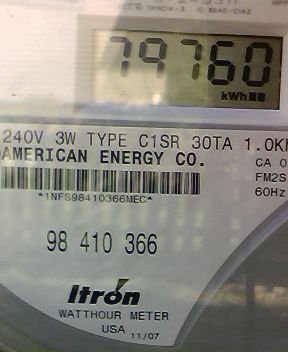 79760
kWh
240V 3W TYPE C1SR 30TA 1.0K
AMERICAN ENERGY CO.
CA 0
FM2S
60Hz
*1NFS98410366MEC*
98 410 366
Itron
WATTHOUR METER
USA 11/07